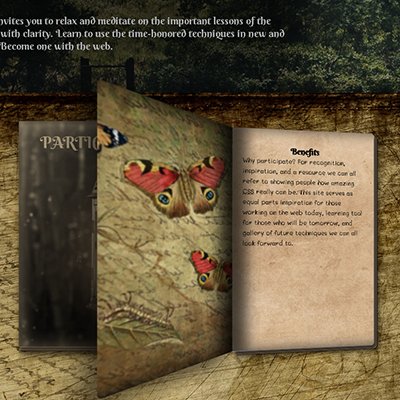 nvites you to relax and meditate on the important lessons of the
with clarity. Learn to use the time-honored techniques in new and
Become one with the web.
PARTIC
Benefits
Why participate? For recognition,
inspiration, and a resource we can all
refer to showing people how amazing
CSS really can be. This site serves as
equal parts inspiration for those
working on the web today, learning tool
for those who will be tomorrow, and
gallery of future techniques we can all
look forward to.